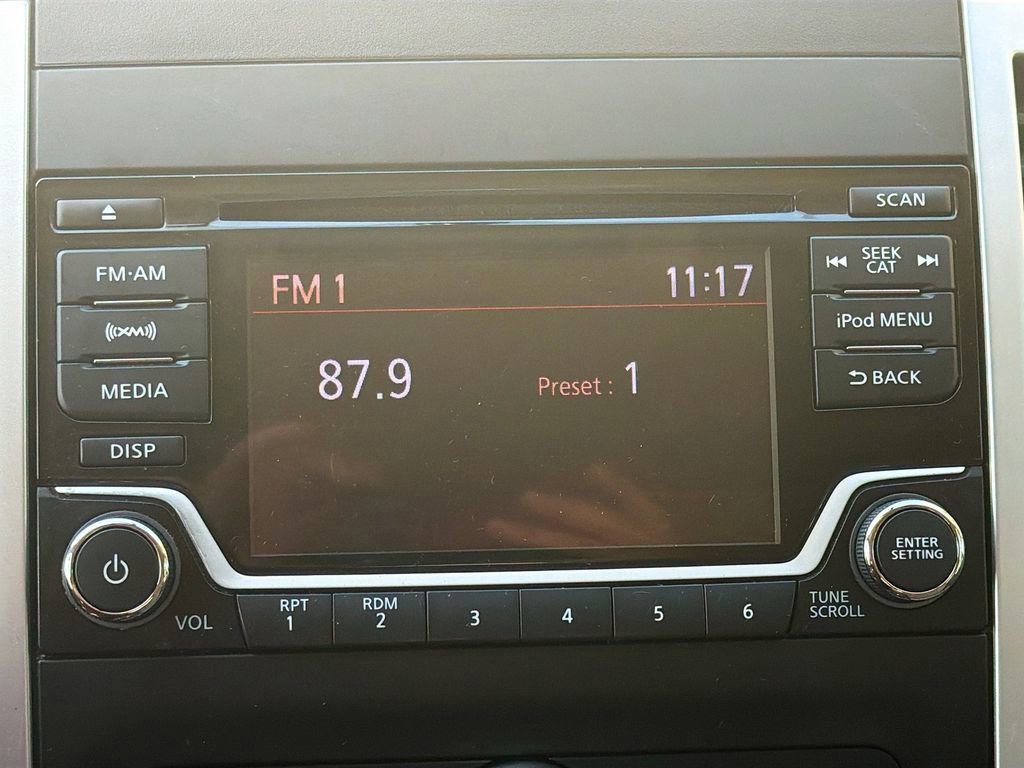 SCAN
FM·AM
SEEK
CAT
FM 1 11:17
XM
iPod MENU
87.9 Preset : 1
MEDIA
BACK
DISP
ENTER
SETTING
VOL
RPT
1
RDM
2
3
4
5
6
TUNE
SCROLL